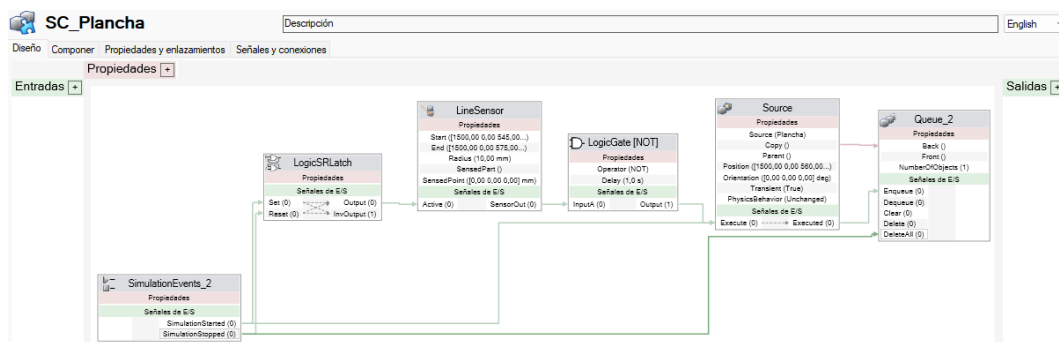 SC_Plancha
Descripción
English
Diseño Componer Propiedades y enlazamientos Señales y conexiones
Propiedades +
Entradas +
Salidas +
LineSensor
Propiedades
Start ([1500,00 0,00 545,00...)
End ([1500,00 0,00 575,00...)
Radius (10,00 mm)
SensedPart ()
SensedPoint ([0,00 0,00 0,00] mm)
Señales de E/S
Active (0) SensorOut (0)
LogicGate [NOT]
Propiedades
Operator (NOT)
Delay (1,0 s)
Señales de E/S
InputA (0) Output (1)
Source
Propiedades
Source (Plancha)
Copy ()
Parent ()
Position ([1500,00 0,00 560,00...)
Orientation ([0,00 0,00 0,00] deg)
Transient (True)
PhysicsBehavior (Unchanged)
Señales de E/S
Execute (0) Executed (0)
Queue_2
Propiedades
Back ()
Front ()
NumberOfObjects (1)
Señales de E/S
Enqueue (0)
Dequeue (0)
Clear (0)
Delete (0)
DeleteAll (0)
LogicSRLatch
Propiedades
Señales de E/S
Set (0) Output (0)
Reset (0) InvOutput (1)
SimulationEvents_2
Propiedades
Señales de E/S
SimulationStarted (0)
SimulationStopped (0)